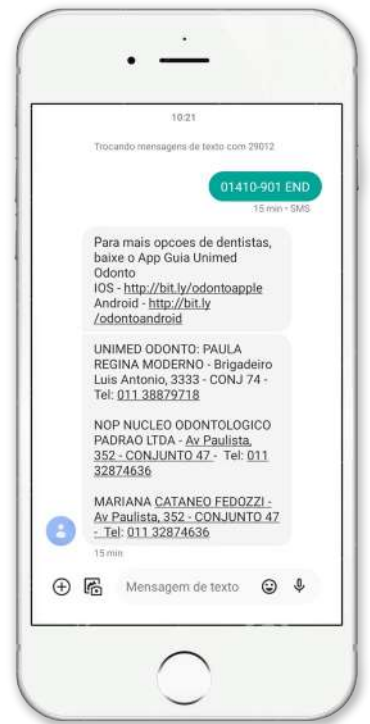 10:21
Trocando mensagens de texto com 29012
01410-901 END
15 min • SMS
Para mais opcoes de dentistas,
baixe o App Guia Unimed
Odonto
IOS - http://bit.ly/odontoapple
Android - http://bit.ly
/odontoandroid
UNIMED ODONTO: PAULA
REGINA MODERNO - Brigadeiro
Luis Antonio, 3333 - CONJ 74 -
Tel: 011 38879718
NOP NUCLEO ODONTOLOGICO
PADRAO LTDA - Av Paulista,
352 - CONJUNTO 47 - Tel: 011
32874636
MARIANA CATANEO FEDOZZI -
Av Paulista, 352 - CONJUNTO 47
- Tel: 011 32874636
15 min
Mensagem de texto